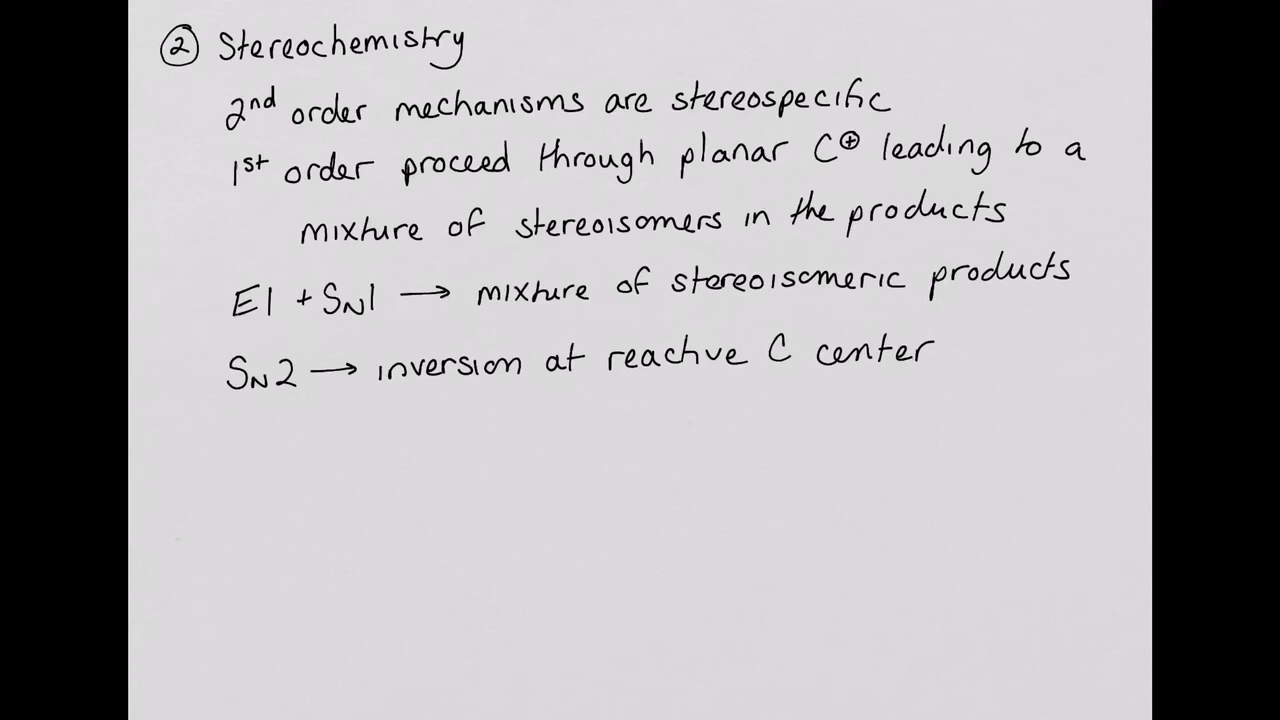 ② Stereochemistry
2nd order mechanisms are stereospecific
1st order proceed through planar C⊕ leading to a
mixture of stereoisomers in the products
E1 + SN1 → mixture of stereoisomeric products
SN2 → inversion at reactive C center